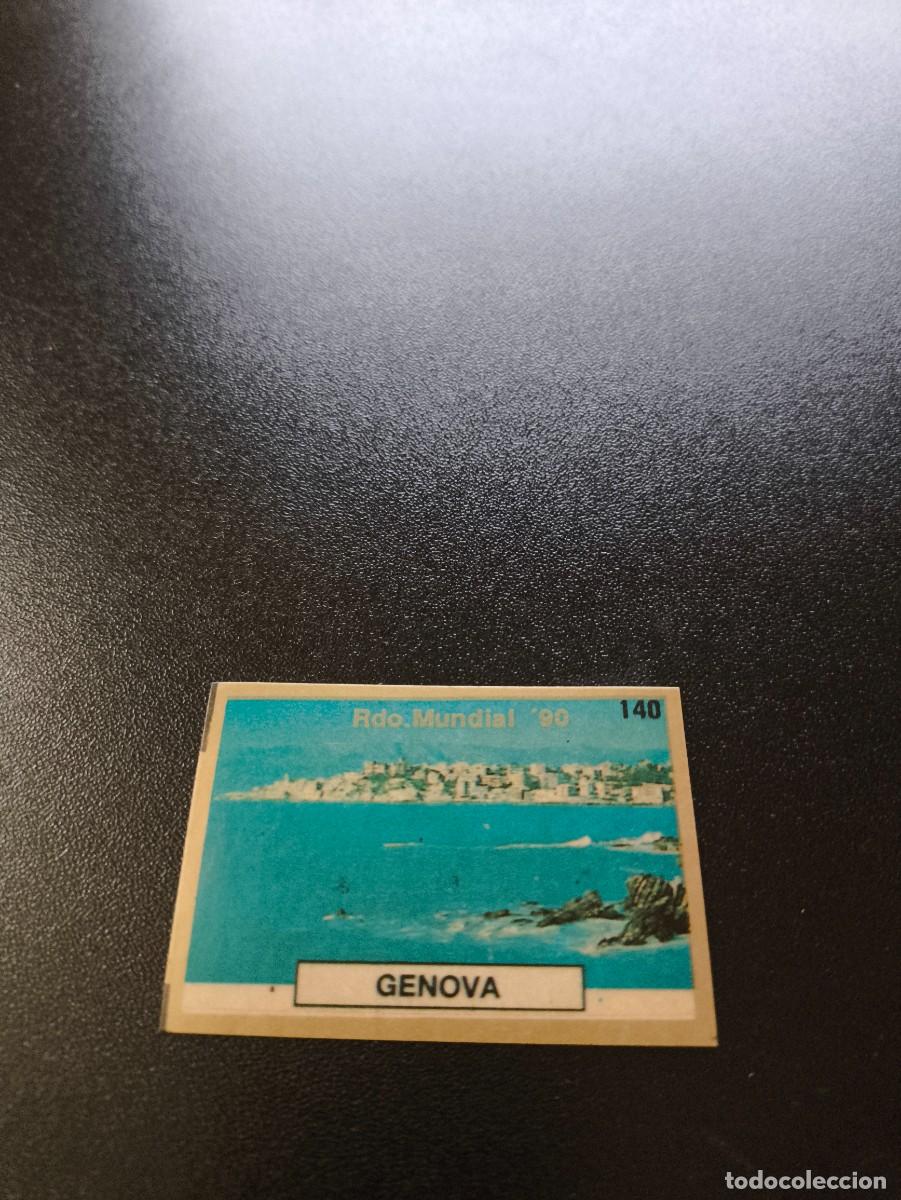 Rdo. Mundial ´90
140
GENOVA
todocoleccion